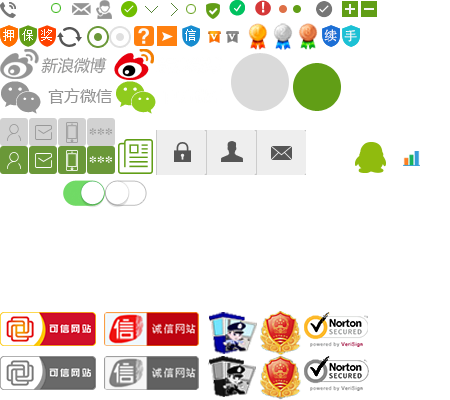 押 保 奖 ? 信 V V 续 手
新浪微博
官方微信
***
***
可信网站 信 诚信网站 Norton
SECURED
powered by VeriSign
可信网站 信 诚信网站 Norton
SECURED
powered by VeriSign